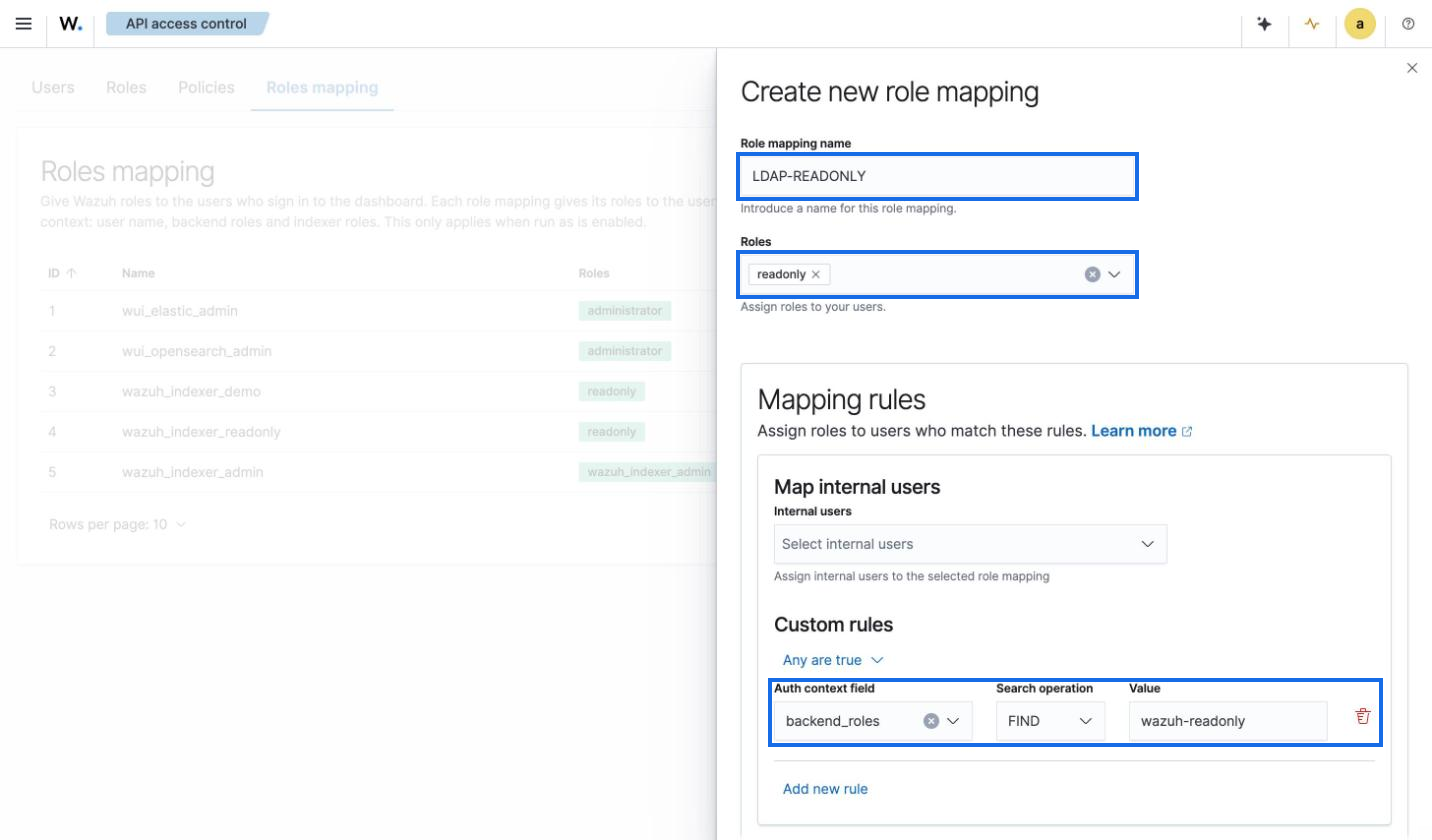 W.
API access control
a
Users
Roles
Policies
Roles mapping
Roles mapping
Give Wazuh roles to the users who sign in to the dashboard. Each role mapping gives its roles to the user
context: user name, backend roles and indexer roles. This only applies when run as is enabled.
ID
Name
Roles
1
wui_elastic_admin
administrator
2
wui_opensearch_admin
administrator
3
wazuh_indexer_demo
readonly
4
wazuh_indexer_readonly
readonly
5
wazuh_indexer_admin
wazuh_indexer_admin
Rows per page: 10
Create new role mapping
Role mapping name
LDAP-READONLY
Introduce a name for this role mapping.
Roles
readonly
Assign roles to your users.
Mapping rules
Assign roles to users who match these rules. Learn more
Map internal users
Internal users
Select internal users
Assign internal users to the selected role mapping
Custom rules
Any are true
Auth context field
Search operation
Value
backend_roles
FIND
wazuh-readonly
Add new rule